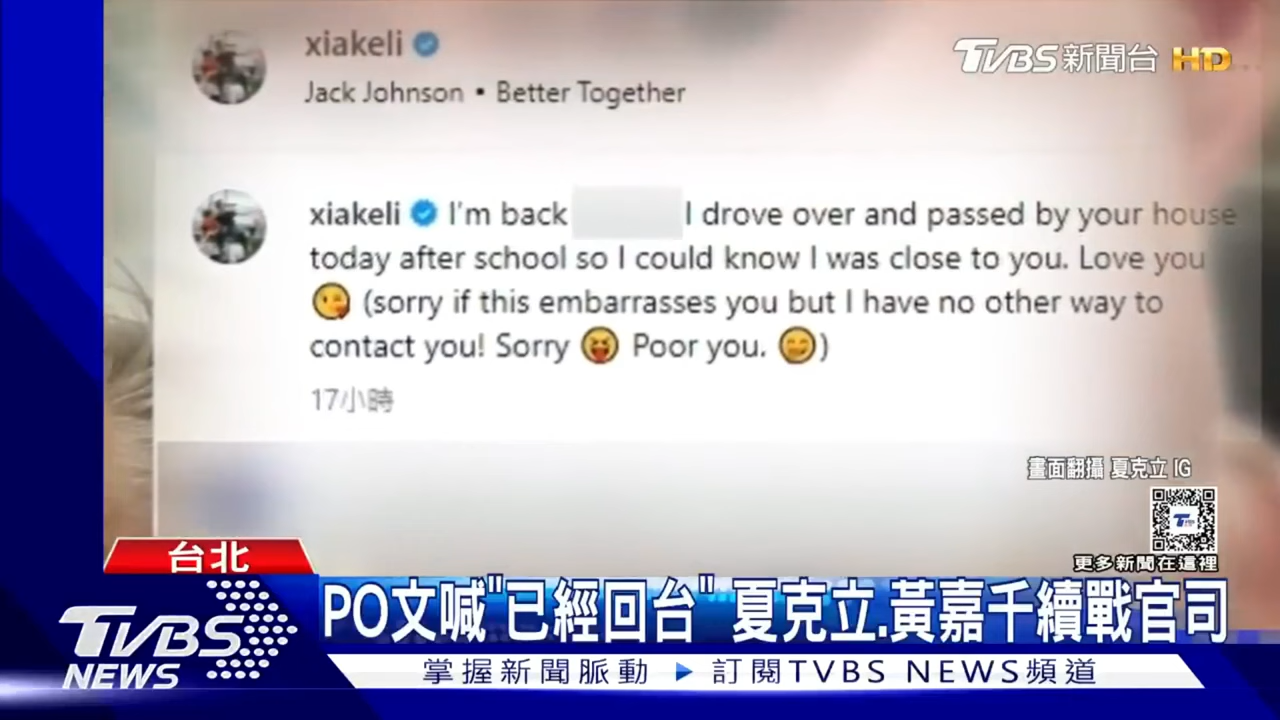 xiakeli
TVBS新聞台 HD
Jack Johnson • Better Together
xiakeli I'm back I drove over and passed by your house
today after school so I could know I was close to you. Love you
😘 (sorry if this embarrasses you but I have no other way to
contact you! Sorry 😝 Poor you. 😄)
17小時
畫面翻攝 夏克立 IG
更多新聞在這裡
台北
PO文喊"已經回台" 夏克立.黃嘉千續戰官司
TVBS
NEWS
掌握新聞脈動 ▶ 訂閱TVBS NEWS頻道